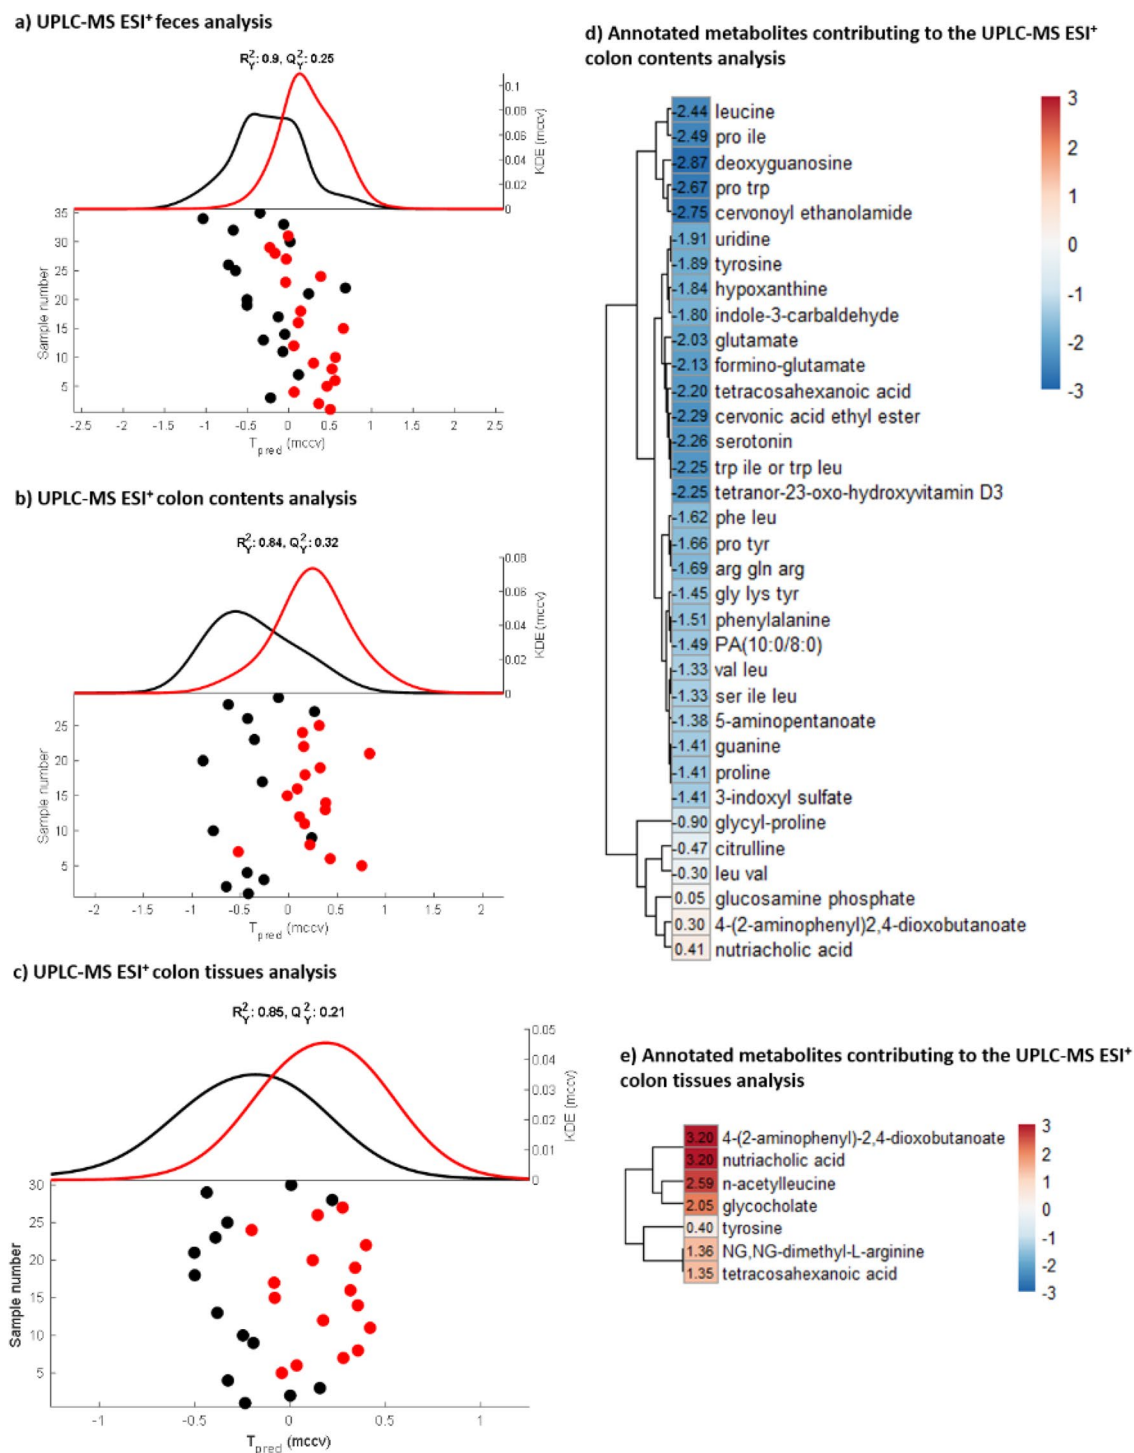 a) UPLC-MS ESI+ feces analysis
R²Y: 0.9, Q²Y: 0.25
0.1
0.08
0.06
0.04
0.02
0
KDE (mccv)
35
30
25
20
15
10
5
Sample number
-2.5 -2 -1.5 -1 -0.5 0 0.5 1 1.5 2 2.5
Tpred (mccv)
b) UPLC-MS ESI+ colon contents analysis
R²Y: 0.84, Q²Y: 0.32
0.08
0.06
0.04
0.02
0
KDE (mccv)
25
20
15
10
5
Sample number
-2 -1.5 -1 -0.5 0 0.5 1 1.5 2
Tpred (mccv)
c) UPLC-MS ESI+ colon tissues analysis
R²Y: 0.85, Q²Y: 0.21
0.05
0.04
0.03
0.02
0.01
0
KDE (mccv)
30
25
20
15
10
5
Sample number
-1 -0.5 0 0.5 1
Tpred (mccv)
d) Annotated metabolites contributing to the UPLC-MS ESI+
colon contents analysis
-2.44 leucine
-2.49 pro ile
-2.87 deoxyguanosine
-2.67 pro trp
-2.75 cervonoyl ethanolamide
-1.91 uridine
-1.89 tyrosine
-1.84 hypoxanthine
-1.80 indole-3-carbaldehyde
-2.03 glutamate
-2.13 formino-glutamate
-2.20 tetracosahexanoic acid
-2.29 cervonic acid ethyl ester
-2.26 serotonin
-2.25 trp ile or trp leu
-2.25 tetranor-23-oxo-hydroxyvitamin D3
-1.62 phe leu
-1.66 pro tyr
-1.69 arg gln arg
-1.45 gly lys tyr
-1.51 phenylalanine
-1.49 PA(10:0/8:0)
-1.33 val leu
-1.33 ser ile leu
-1.38 5-aminopentanoate
-1.41 guanine
-1.41 proline
-1.41 3-indoxyl sulfate
-0.90 glycyl-proline
-0.47 citrulline
-0.30 leu val
0.05 glucosamine phosphate
0.30 4-(2-aminophenyl)2,4-dioxobutanoate
0.41 nutriacholic acid
3
2
1
0
-1
-2
-3
e) Annotated metabolites contributing to the UPLC-MS ESI+
colon tissues analysis
3.20 4-(2-aminophenyl)-2,4-dioxobutanoate
3.20 nutriacholic acid
2.59 n-acetylleucine
2.05 glycocholate
0.40 tyrosine
1.36 NG,NG-dimethyl-L-arginine
1.35 tetracosahexanoic acid
3
2
1
0
-1
-2
-3